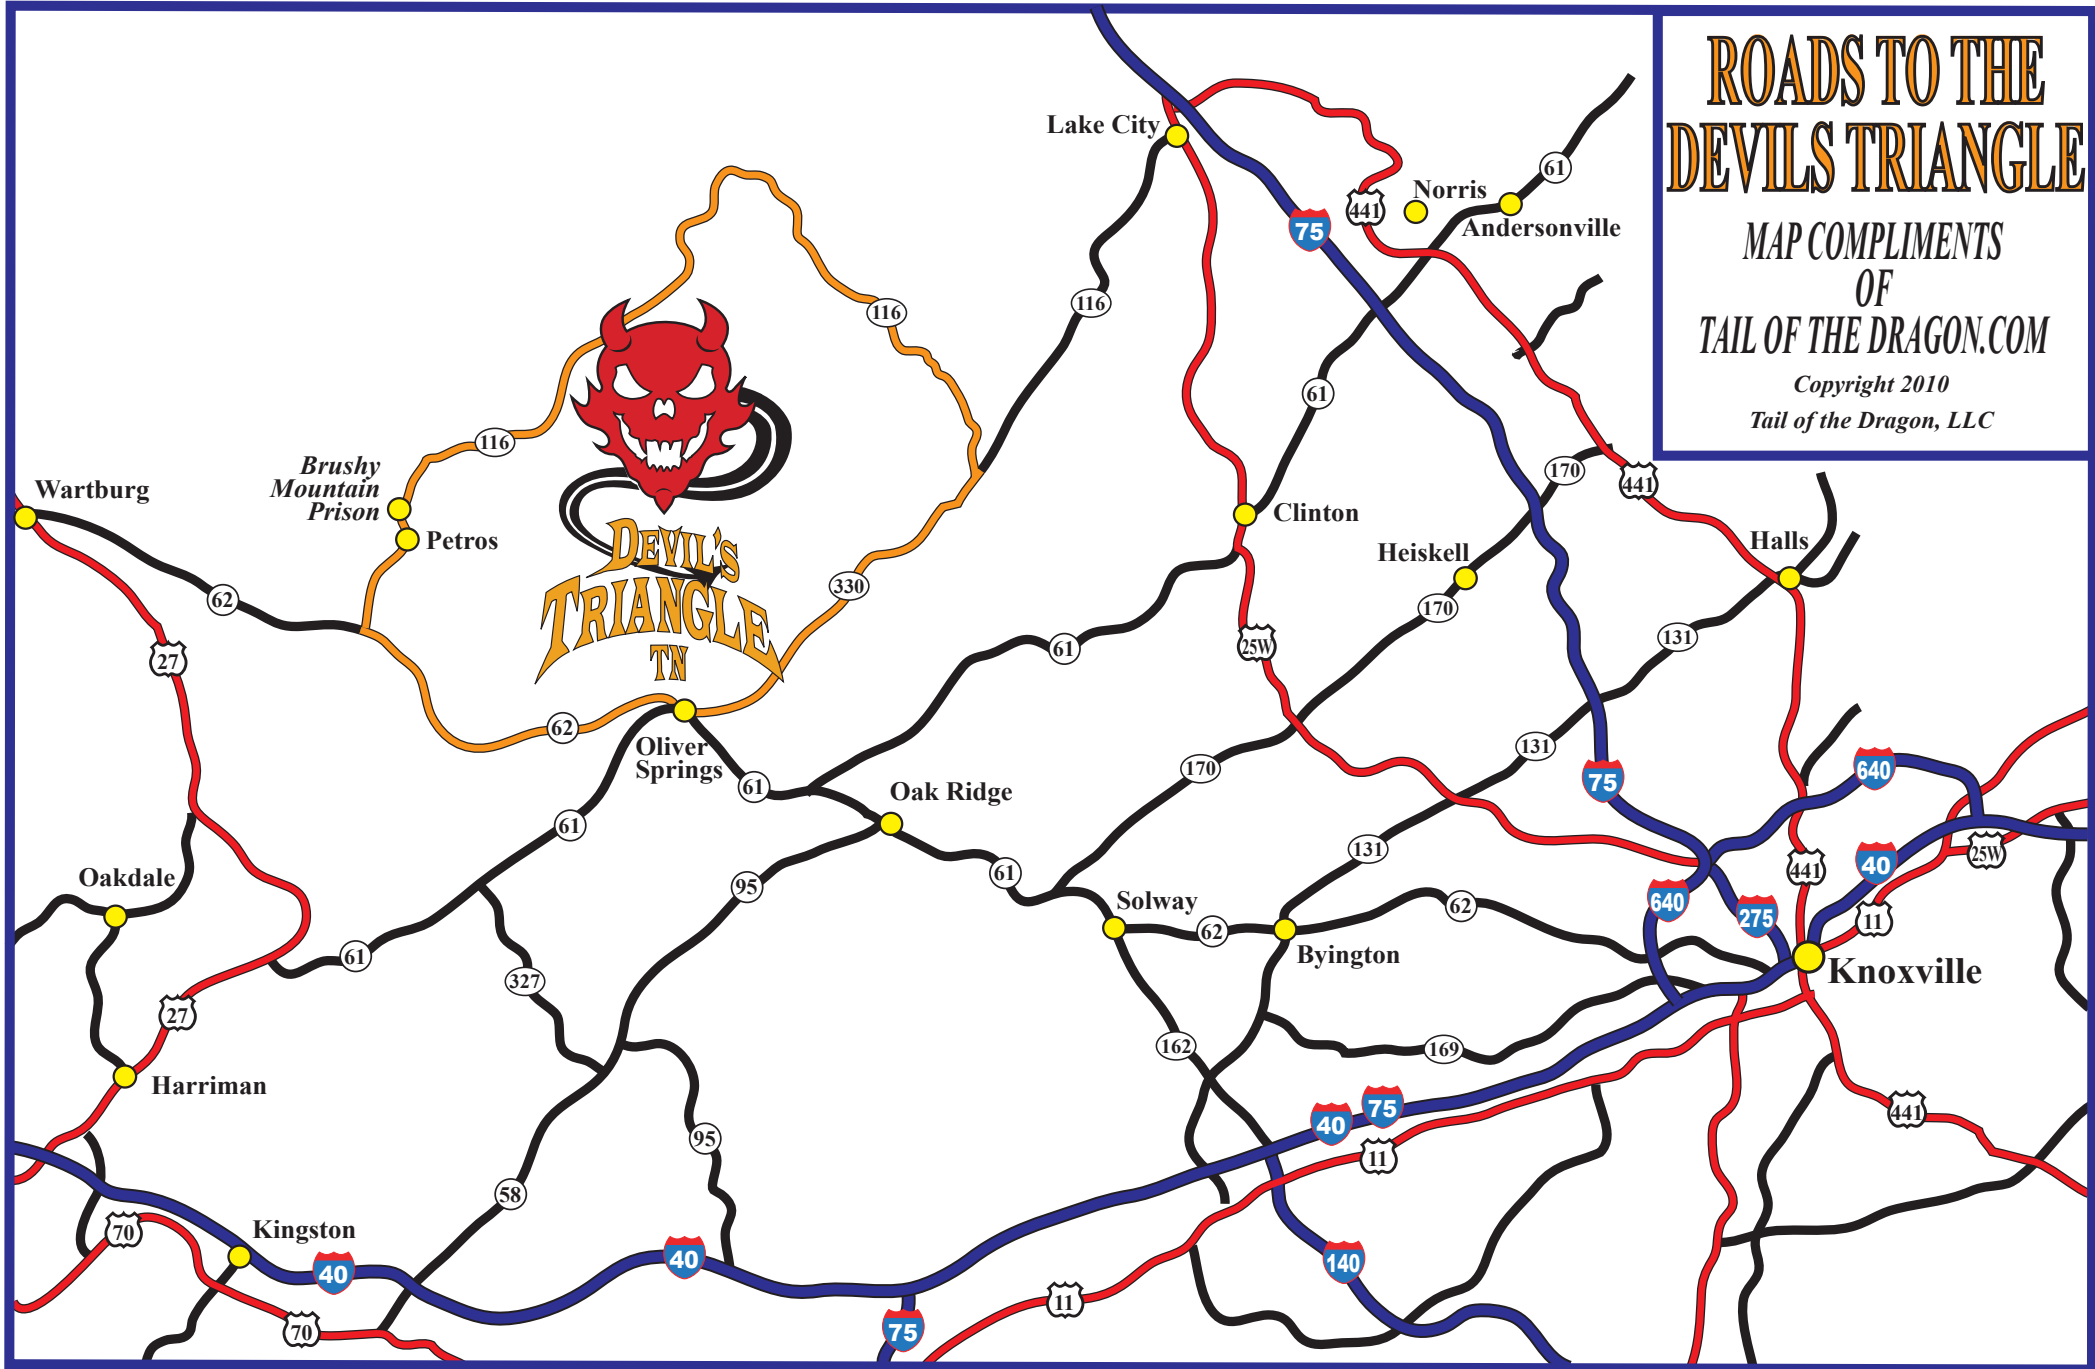 ROADS TO THE
DEVILS TRIANGLE
MAP COMPLIMENTS
OF
TAIL OF THE DRAGON.COM
Copyright 2010
Tail of the Dragon, LLC
Lake City
61
Norris
441
Andersonville
75
116
116
61
116
Brushy
Mountain
Prison
170
441
Wartburg
Clinton
Petros
DEVIL'S
TRIANGLE
TN
Heiskell
Halls
330
62
170
131
25W
61
27
62
Oliver
Springs
131
170
640
75
61
Oak Ridge
61
131
25W
441
40
Oakdale
95
61
640
62
275
11
Solway
62
Byington
61
Knoxville
327
27
162
169
Harriman
40
75
441
95
11
58
70
Kingston
40
40
140
11
70
75